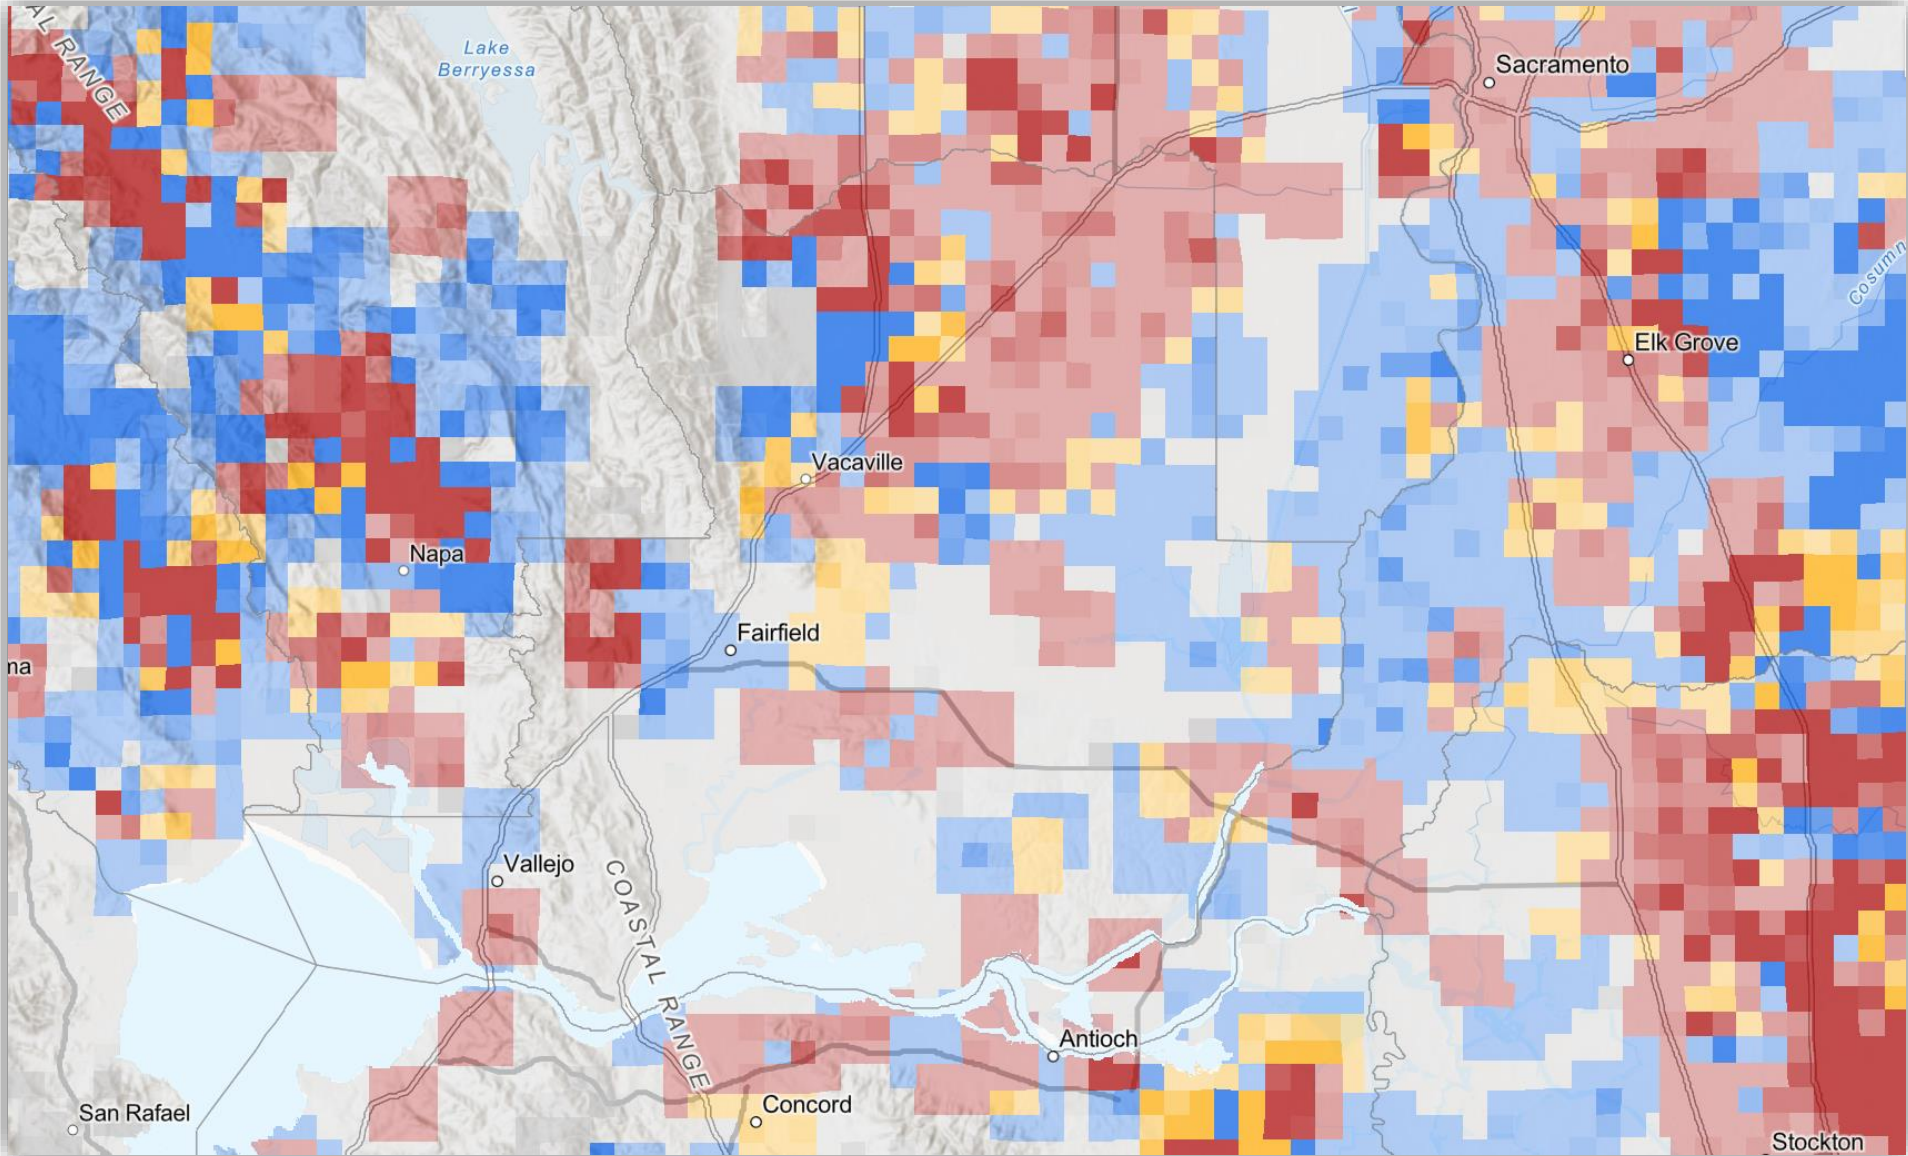 AL RANGE
Lake
Berryessa
Sacramento
Cosumn
Elk Grove
Vacaville
Napa
Fairfield
ma
Vallejo
COASTAL RANGE
Antioch
Concord
San Rafael
Stockton